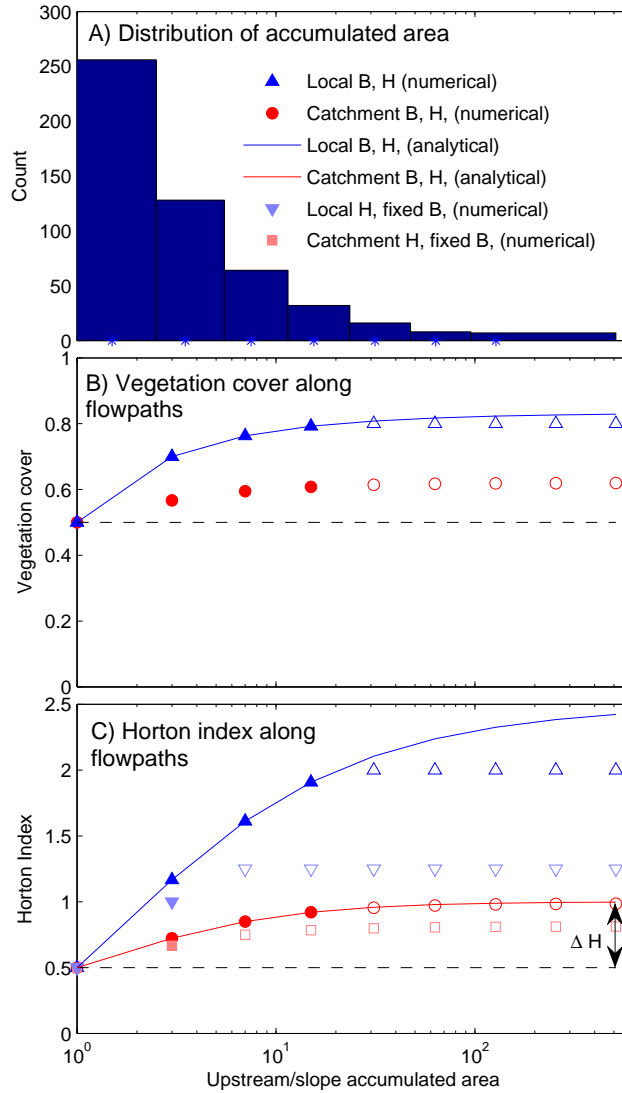 300
A) Distribution of accumulated area
250
200
150
100
50
0
Count
Local B, H (numerical)
Catchment B, H, (numerical)
Local B, H, (analytical)
Catchment B, H, (analytical)
Local H, fixed B, (numerical)
Catchment H, fixed B, (numerical)
1
B) Vegetation cover along
flowpaths
0.8
0.6
0.4
0.2
0
Vegetation cover
2.5
C) Horton index along
flowpaths
2
1.5
1
0.5
0
Horton Index
Δ H
10^0
10^1
10^2
Upstream/slope accumulated area